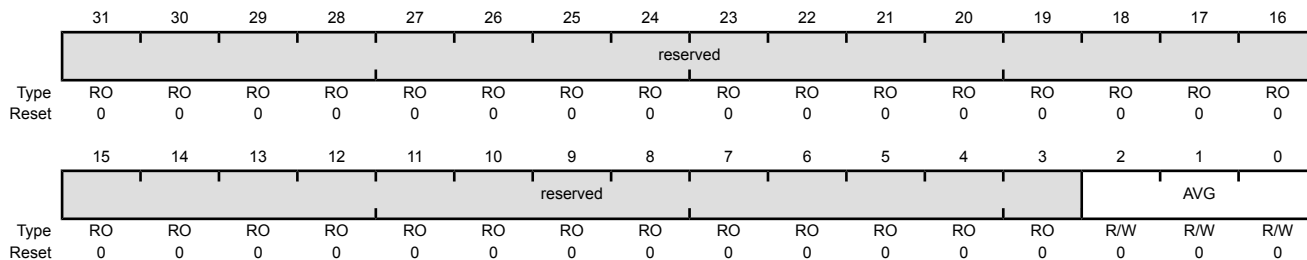 31 30 29 28 27 26 25 24 23 22 21 20 19 18 17 16
reserved
Type RO RO RO RO RO RO RO RO RO RO RO RO RO RO RO RO
Reset 0 0 0 0 0 0 0 0 0 0 0 0 0 0 0 0
15 14 13 12 11 10 9 8 7 6 5 4 3 2 1 0
reserved AVG
Type RO RO RO RO RO RO RO RO RO RO RO RO RO R/W R/W R/W
Reset 0 0 0 0 0 0 0 0 0 0 0 0 0 0 0 0